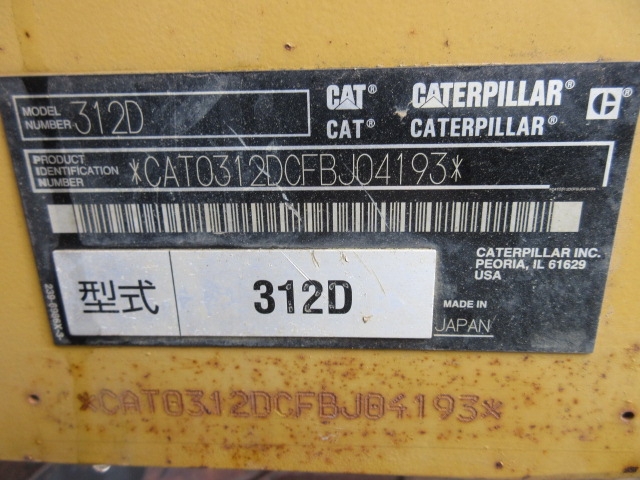 MODEL NUMBER 312D
CAT® CATERPILLAR®
CAT® CATERPILLAR®
PRODUCT IDENTIFICATION NUMBER *CAT0312DCFBJ04193*
CATERPILLAR INC.
PEORIA, IL 61629
USA
型式 312D
MADE IN
JAPAN
*CAT0312DCFBJ04193*